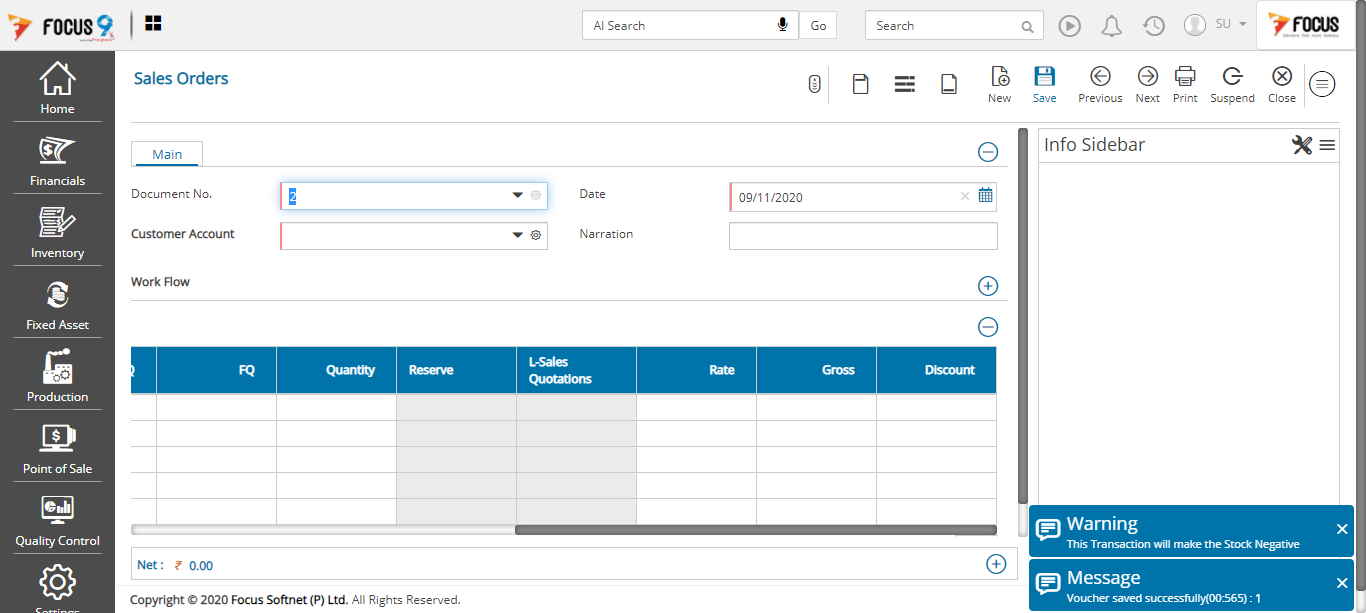 FOCUS 9
AI Search
Go
Search
SU
FOCUS
Home
Financials
Inventory
Fixed Asset
Production
Point of Sale
Quality Control
Settings
Sales Orders
New
Save
Previous
Next
Print
Suspend
Close
Main
Document No.
2
Date
09/11/2020
Customer Account
Narration
Work Flow
FQ
Quantity
Reserve
L-Sales
Quotations
Rate
Gross
Discount
Net : ₹ 0.00
Copyright © 2020 Focus Softnet (P) Ltd. All Rights Reserved.
Info Sidebar
Warning
This Transaction will make the Stock Negative
Message
Voucher saved successfully(00:565) : 1